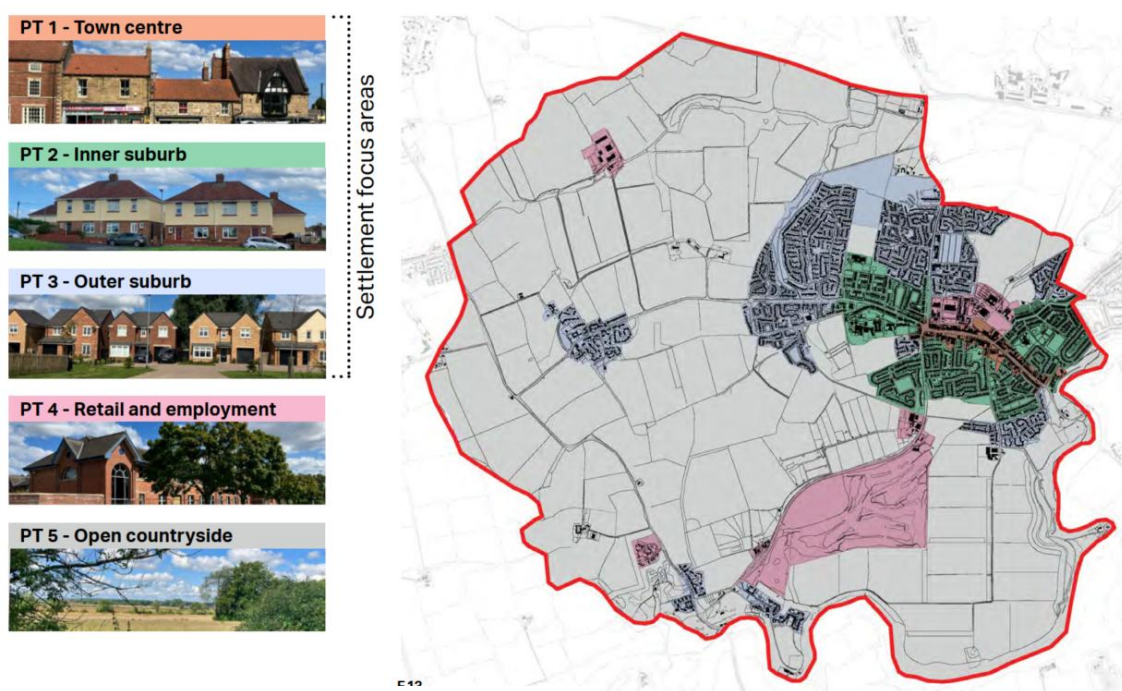 PT 1 - Town centre
PT 2 - Inner suburb
PT 3 - Outer suburb
Settlement focus areas
PT 4 - Retail and employment
PT 5 - Open countryside